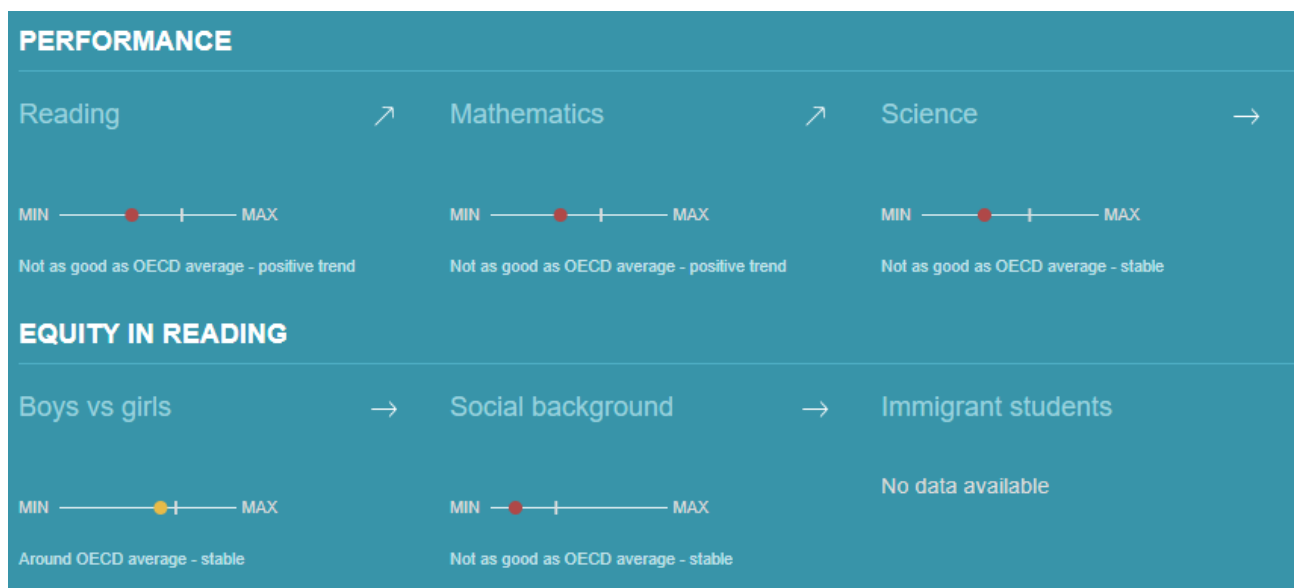 PERFORMANCE
Reading ↗ Mathematics ↗ Science →
MIN MAX MIN MAX MIN MAX
Not as good as OECD average - positive trend Not as good as OECD average - positive trend Not as good as OECD average - stable
EQUITY IN READING
Boys vs girls → Social background → Immigrant students
No data available
MIN MAX MIN MAX
Around OECD average - stable Not as good as OECD average - stable